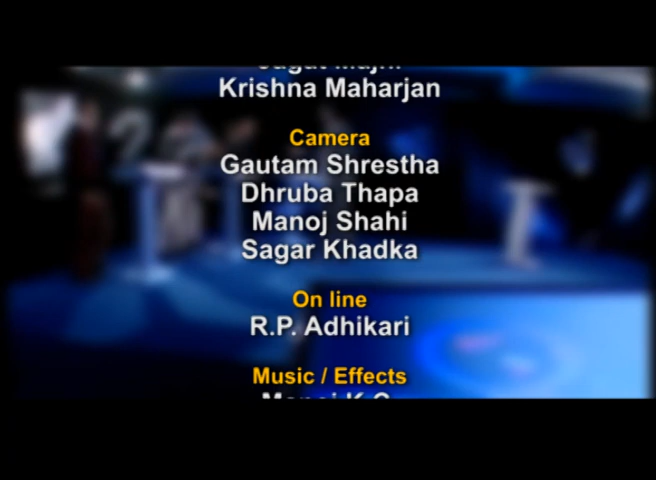 Krishna Maharjan
Camera
Gautam Shrestha
Dhruba Thapa
Manoj Shahi
Sagar Khadka
On line
R.P. Adhikari
Music / Effects